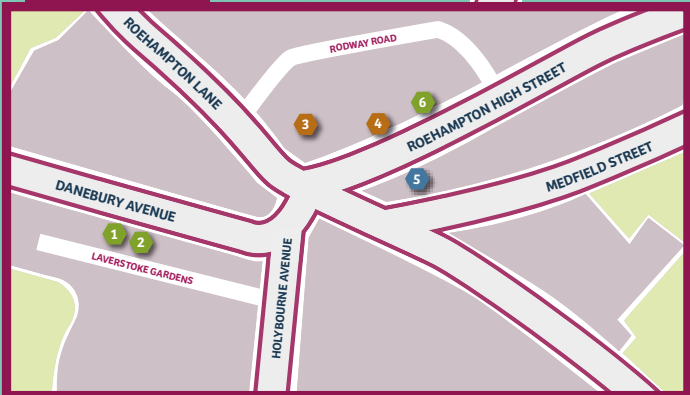 ROEHAMPTON LANE
RODWAY ROAD
6
3
4
ROEHAMPTON HIGH STREET
5
MEDFIELD STREET
DANEBURY AVENUE
1
2
LAVERSTOKE GARDENS
HOLYBOURNE AVENUE